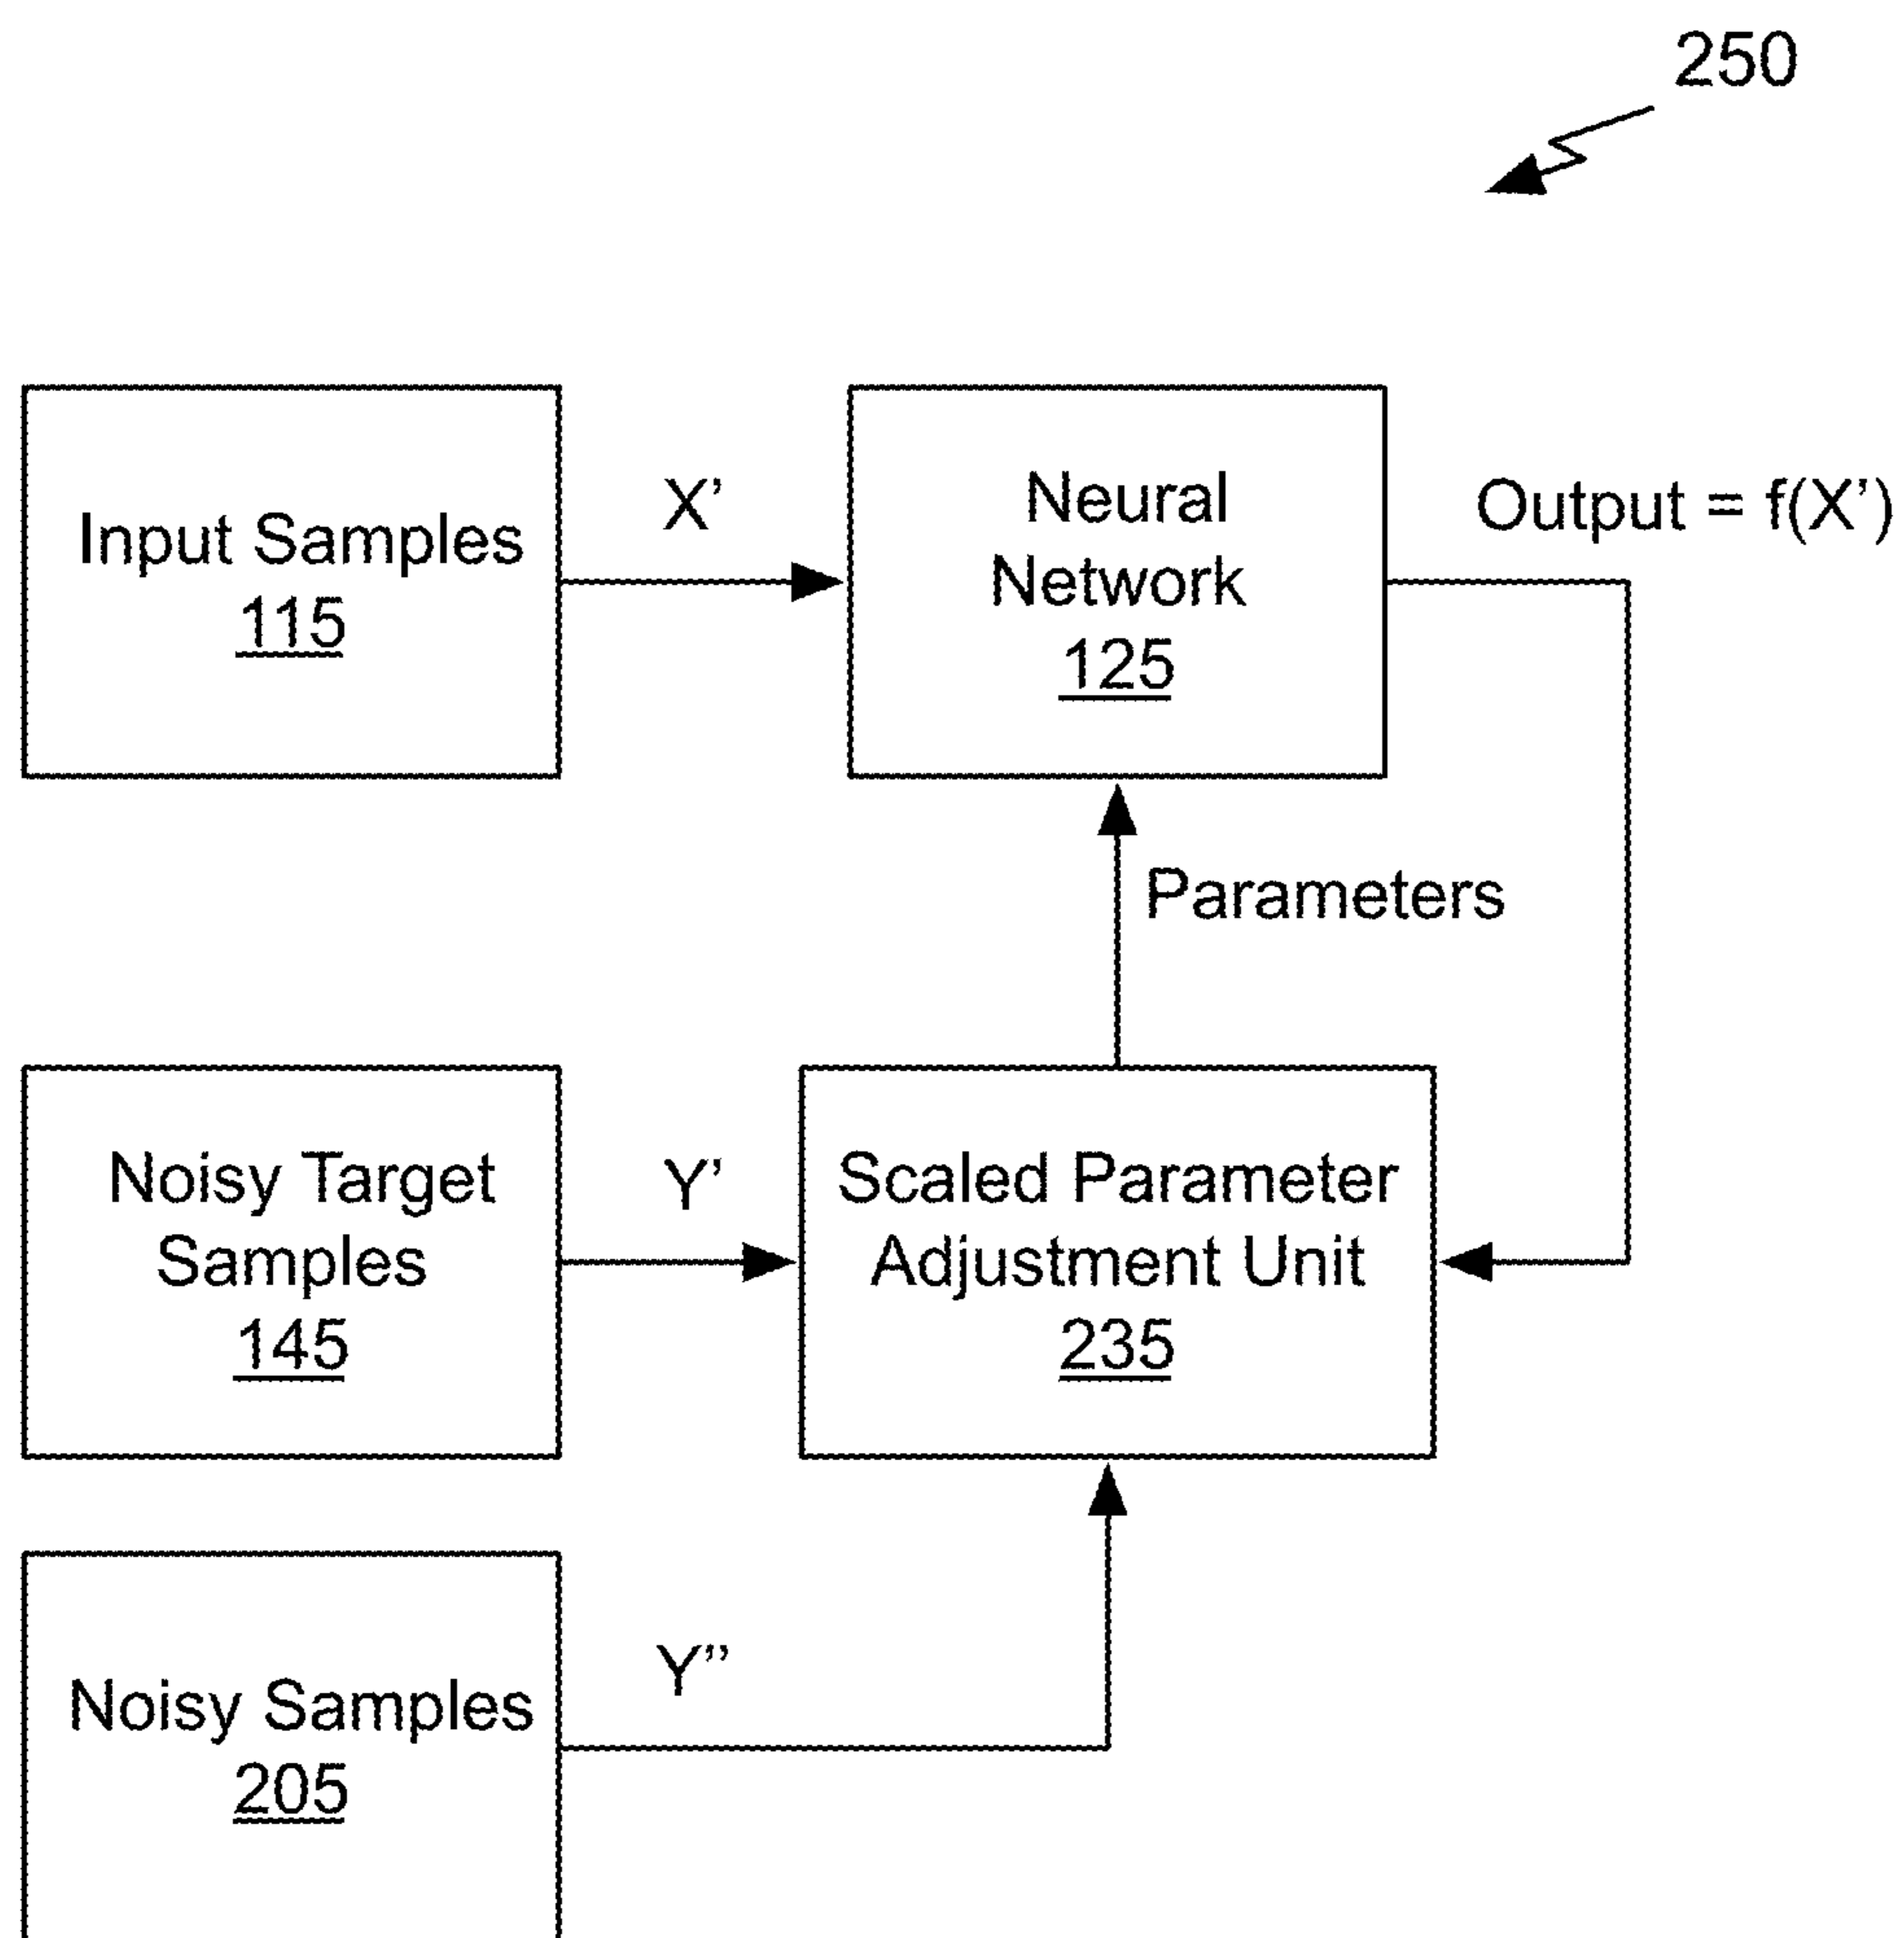 250
Input Samples
115
X’
Neural
Network
125
Output = f(X’)
Parameters
Noisy Target
Samples
145
Y’
Scaled Parameter
Adjustment Unit
235
Noisy Samples
205
Y”